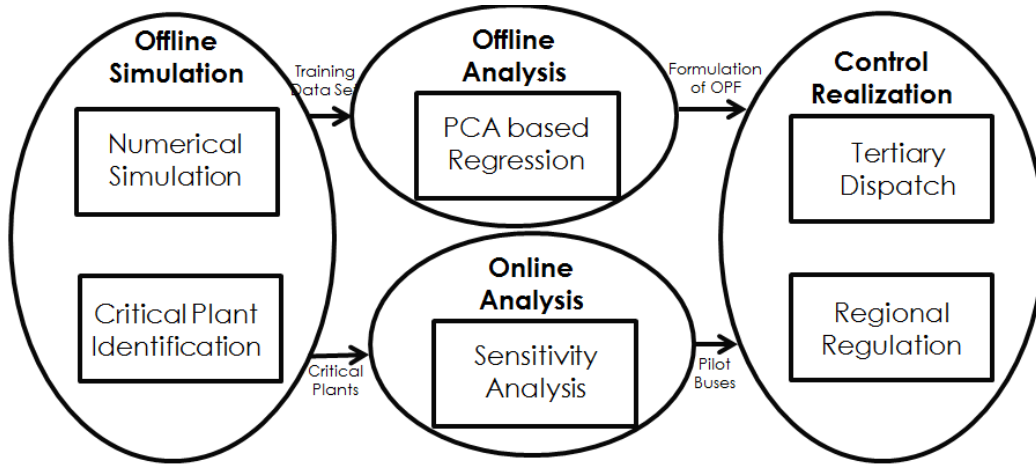 Offline
Simulation
Numerical
Simulation
Critical Plant
Identification
Training
Data Set
Critical
Plants
Offline
Analysis
PCA based
Regression
Online
Analysis
Sensitivity
Analysis
Formulation
of OPF
Pilot
Buses
Control
Realization
Tertiary
Dispatch
Regional
Regulation